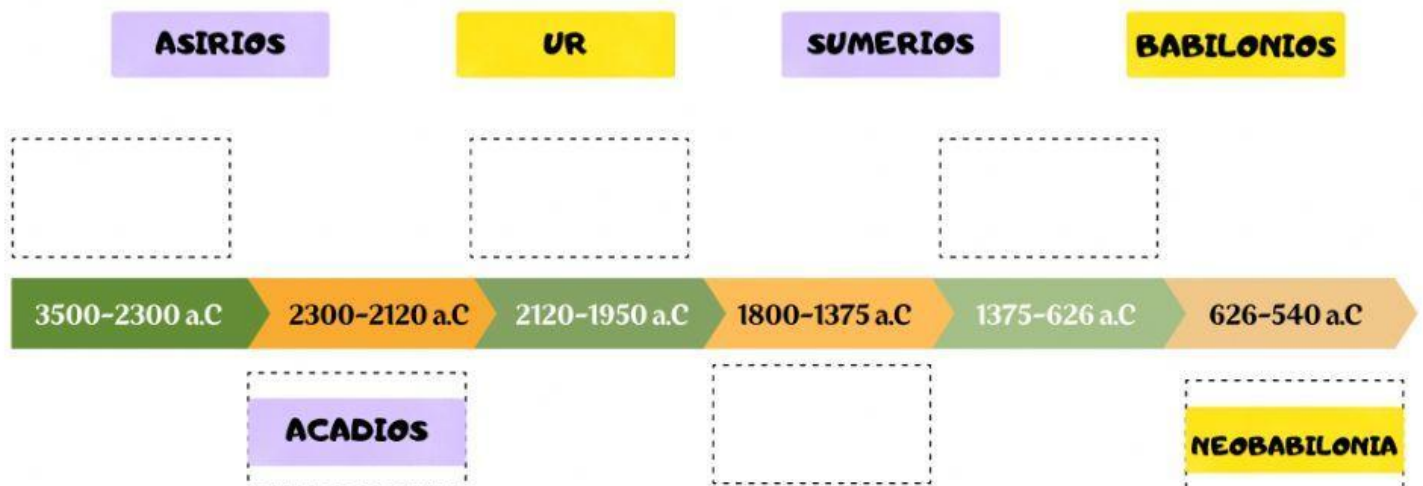 ASIRIOS UR SUMERIOS BABILONIOS
3500-2300 a.C 2300-2120 a.C 2120-1950 a.C 1800-1375 a.C 1375-626 a.C 626-540 a.C
ACADIOS
NEOBABILONIA